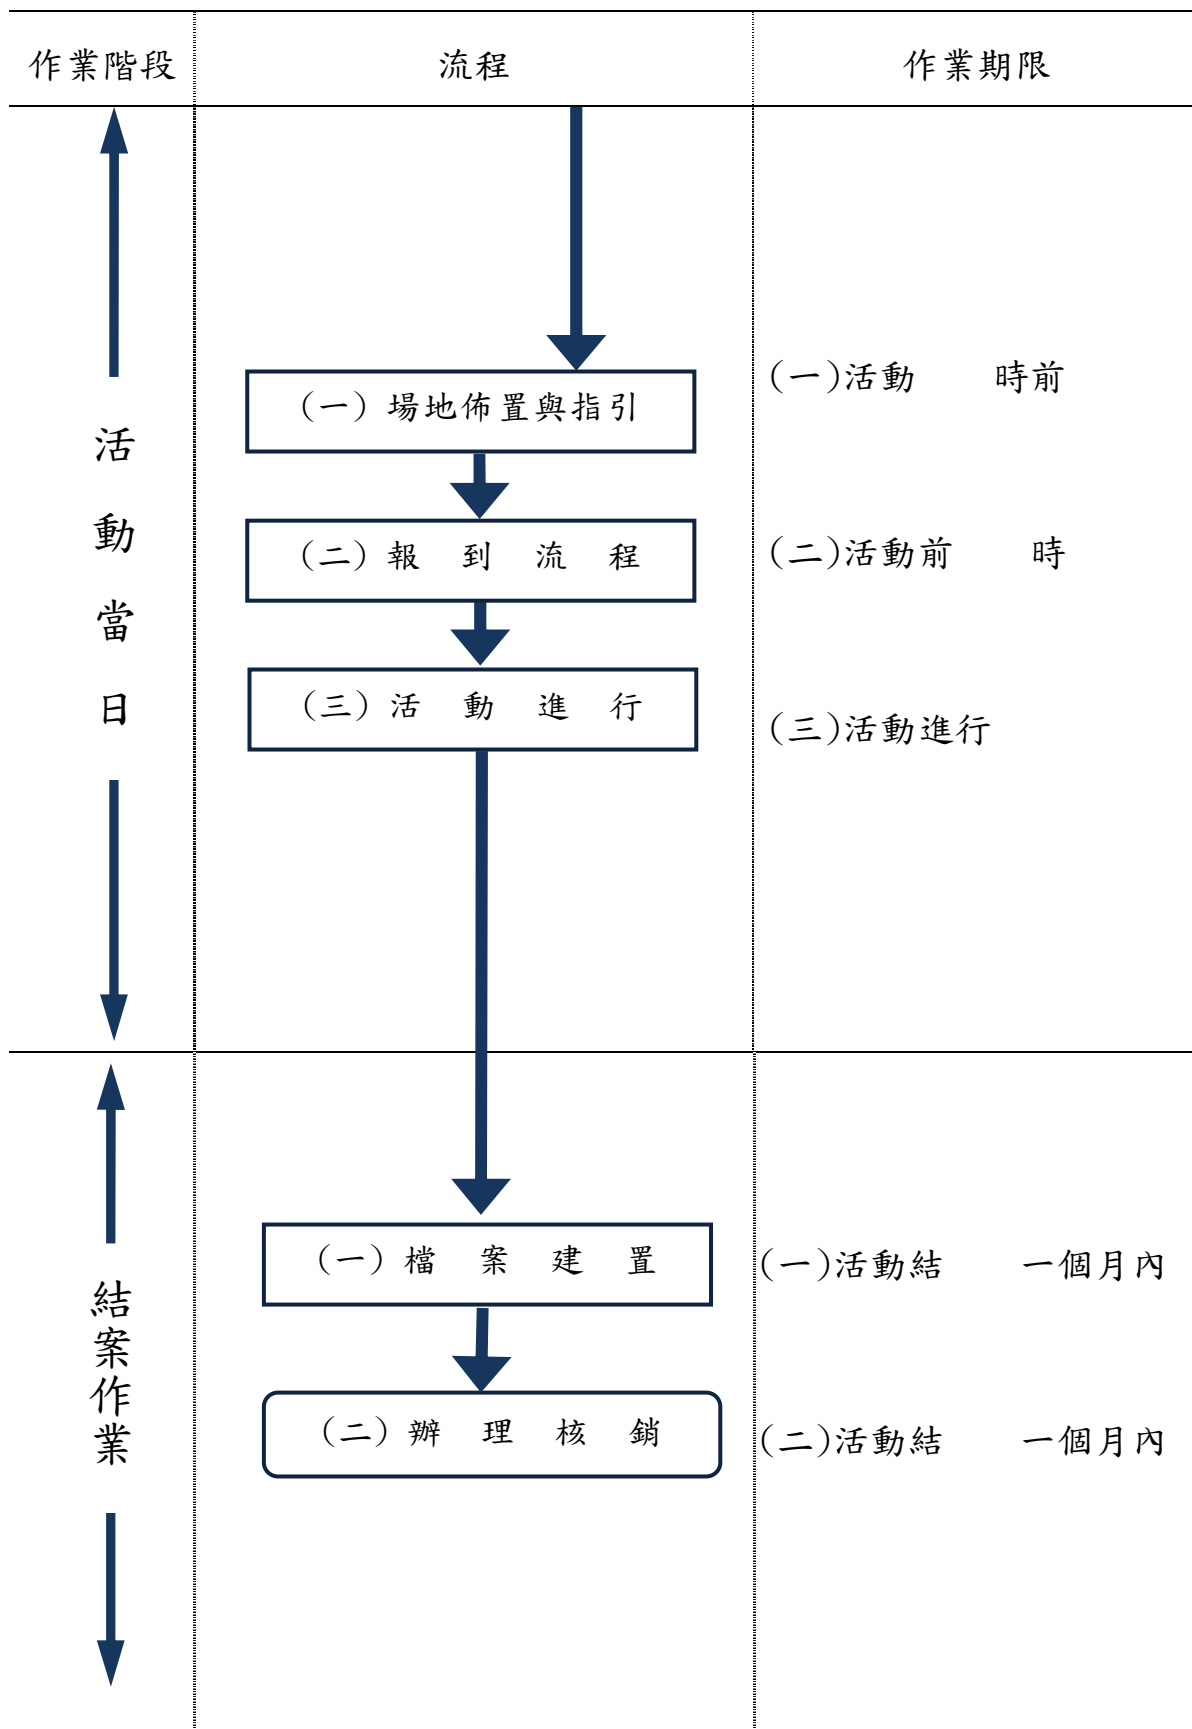 作業階段 流程 作業期限
活動當日
(一)場地佈置與指引 (一)活動 時前
(二)報到流程 (二)活動前 時
(三)活動進行 (三)活動進行
結案作業
(一)檔案建置 (一)活動結 一個月內
(二)辦理核銷 (二)活動結 一個月內